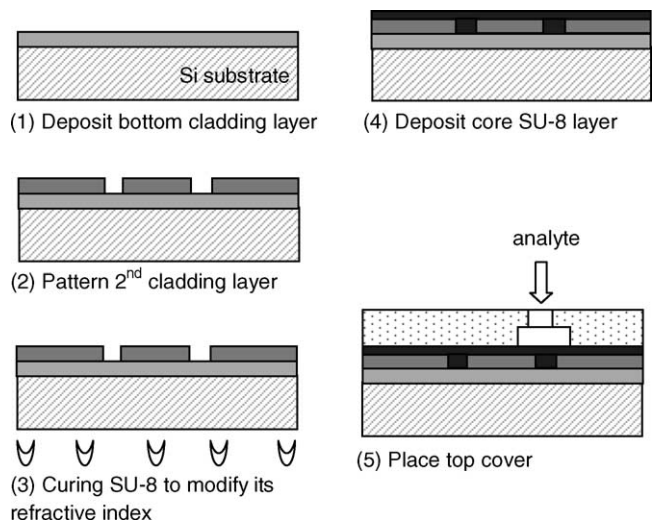 Si substrate
(1) Deposit bottom cladding layer
(2) Pattern 2nd cladding layer
(3) Curing SU-8 to modify its
refractive index
(4) Deposit core SU-8 layer
analyte
(5) Place top cover